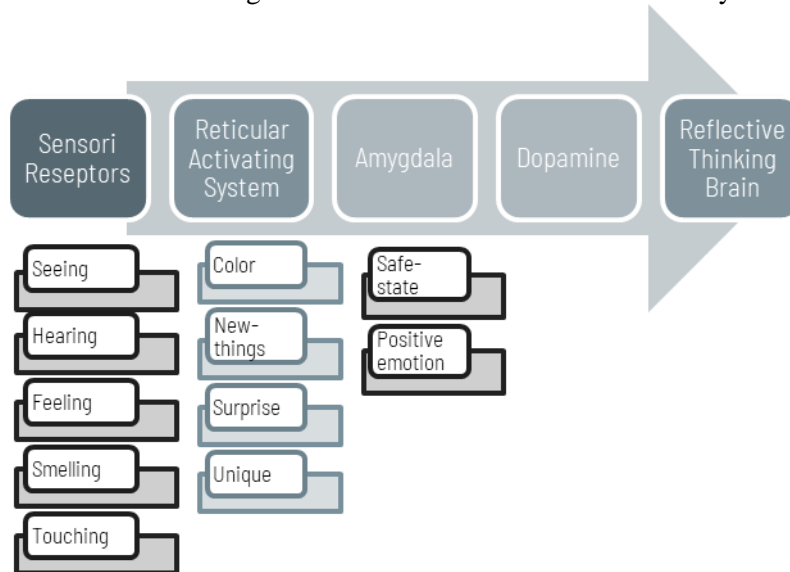 Sensori
Reseptors
Reticular
Activating
System
Amygdala
Dopamine
Reflective
Thinking
Brain
Seeing
Hearing
Feeling
Smelling
Touching
Color
New-
things
Surprise
Unique
Safe-
state
Positive
emotion